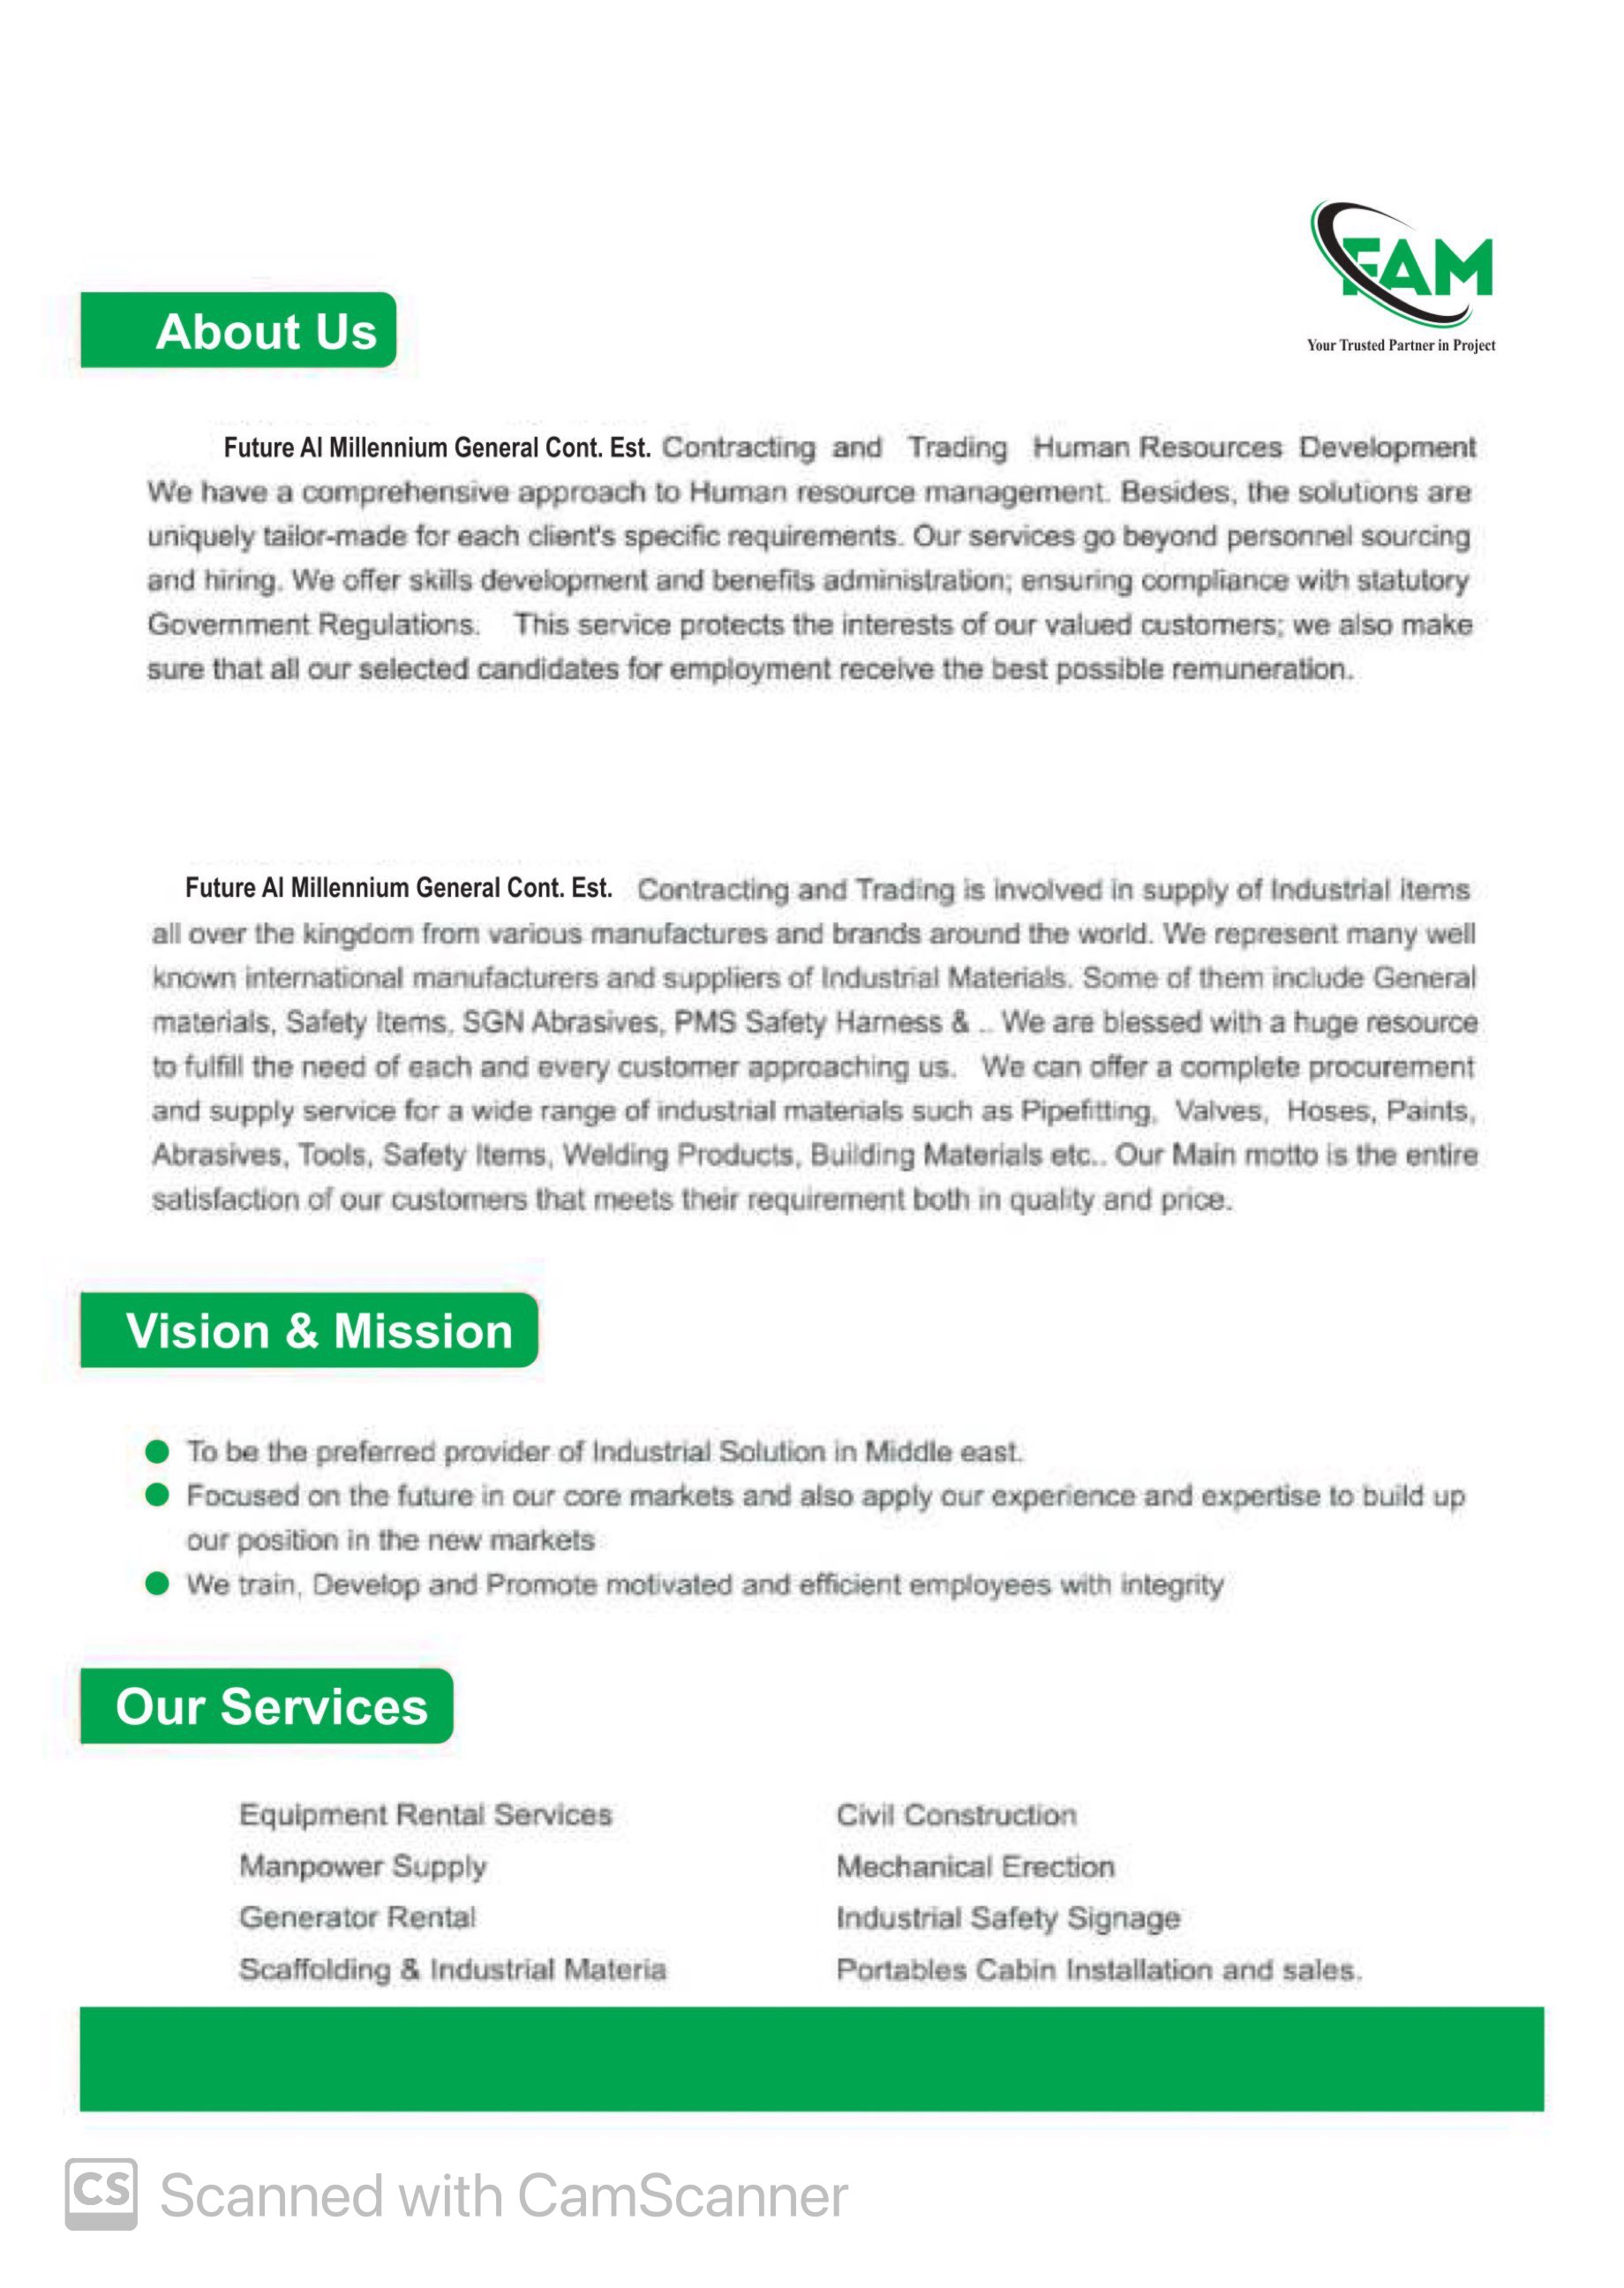 FAM
Your Trusted Partner in Project
About Us
Future Al Millennium General Cont. Est. Contracting and Trading Human Resources Development
We have a comprehensive approach to Human resource management. Besides, the solutions are
uniquely tailor-made for each client's specific requirements. Our services go beyond personnel sourcing
and hiring. We offer skills development and benefits administration; ensuring compliance with statutory
Government Regulations. This service protects the interests of our valued customers; we also make
sure that all our selected candidates for employment receive the best possible remuneration.
Future Al Millennium General Cont. Est. Contracting and Trading is involved in supply of Industrial items
all over the kingdom from various manufactures and brands around the world. We represent many well
known international manufacturers and suppliers of Industrial Materials. Some of them include General
materials, Safety Items, SGN Abrasives, PMS Safety Harness & .. We are blessed with a huge resource
to fulfill the need of each and every customer approaching us. We can offer a complete procurement
and supply service for a wide range of industrial materials such as Pipefitting, Valves, Hoses, Paints,
Abrasives, Tools, Safety Items, Welding Products, Building Materials etc.. Our Main motto is the entire
satisfaction of our customers that meets their requirement both in quality and price.
Vision & Mission
To be the preferred provider of Industrial Solution in Middle east.
Focused on the future in our core markets and also apply our experience and expertise to build up
our position in the new markets
We train, Develop and Promote motivated and efficient employees with integrity
Our Services
Equipment Rental Services
Manpower Supply
Generator Rental
Scaffolding & Industrial Materia
Civil Construction
Mechanical Erection
Industrial Safety Signage
Portables Cabin Installation and sales.
CS Scanned with CamScanner